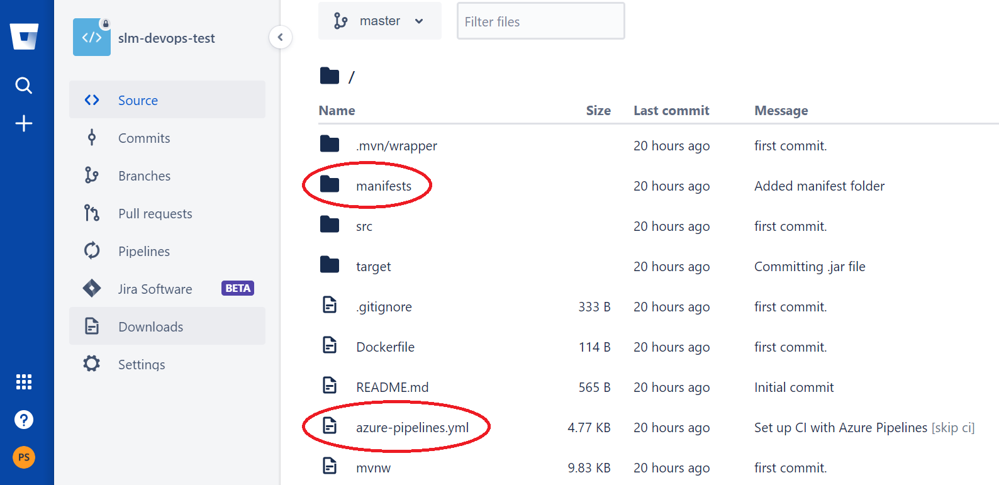 slm-devops-test
Source
Commits
Branches
Pull requests
Pipelines
Jira Software BETA
Downloads
Settings
PS
master
Filter files
/
Name Size Last commit Message
.mvn/wrapper 20 hours ago first commit.
manifests 20 hours ago Added manifest folder
src 20 hours ago first commit.
target 20 hours ago Committing .jar file
.gitignore 333 B 20 hours ago first commit.
Dockerfile 114 B 20 hours ago first commit.
README.md 565 B 20 hours ago Initial commit
azure-pipelines.yml 4.77 KB 20 hours ago Set up CI with Azure Pipelines [skip ci]
mvnw 9.83 KB 20 hours ago first commit.